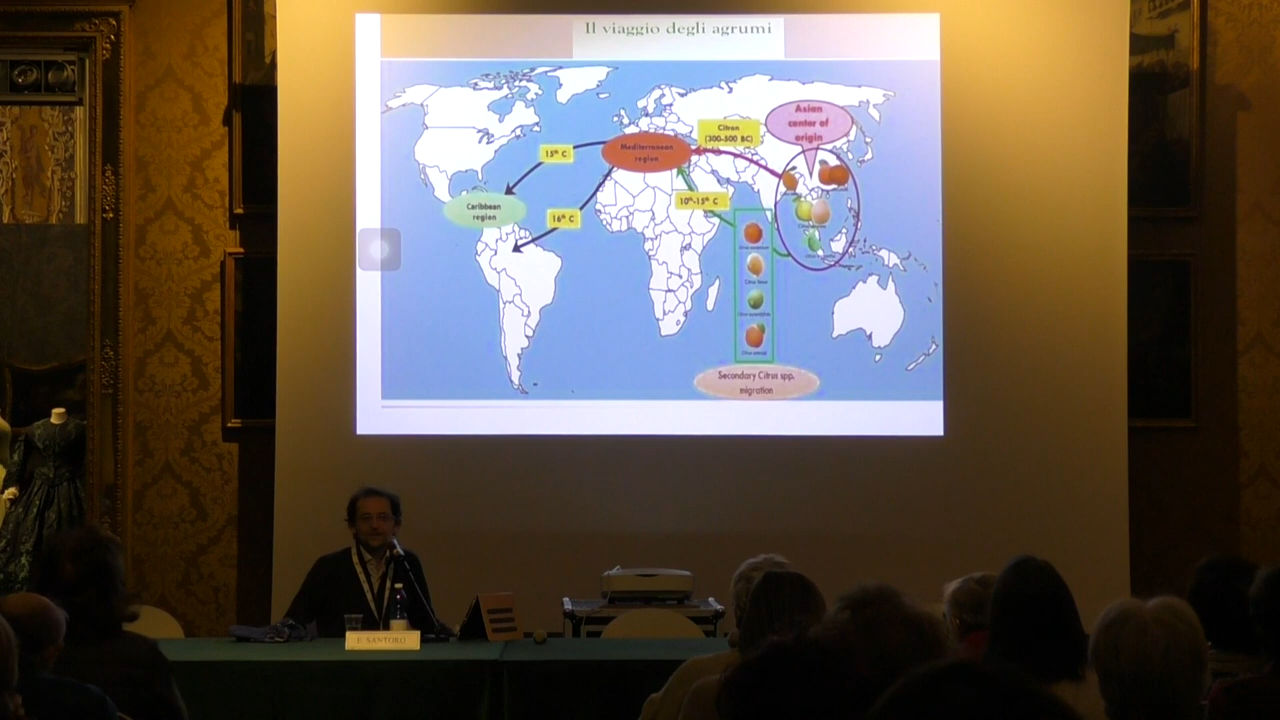 Il viaggio degli agrumi
Asian
center of
origin
Citron
(300-500 BC)
Mediterranean
region
15th C
10th-15th C
Caribbean
region
16th C
Secondary Citrus spp.
migration
SANTORO